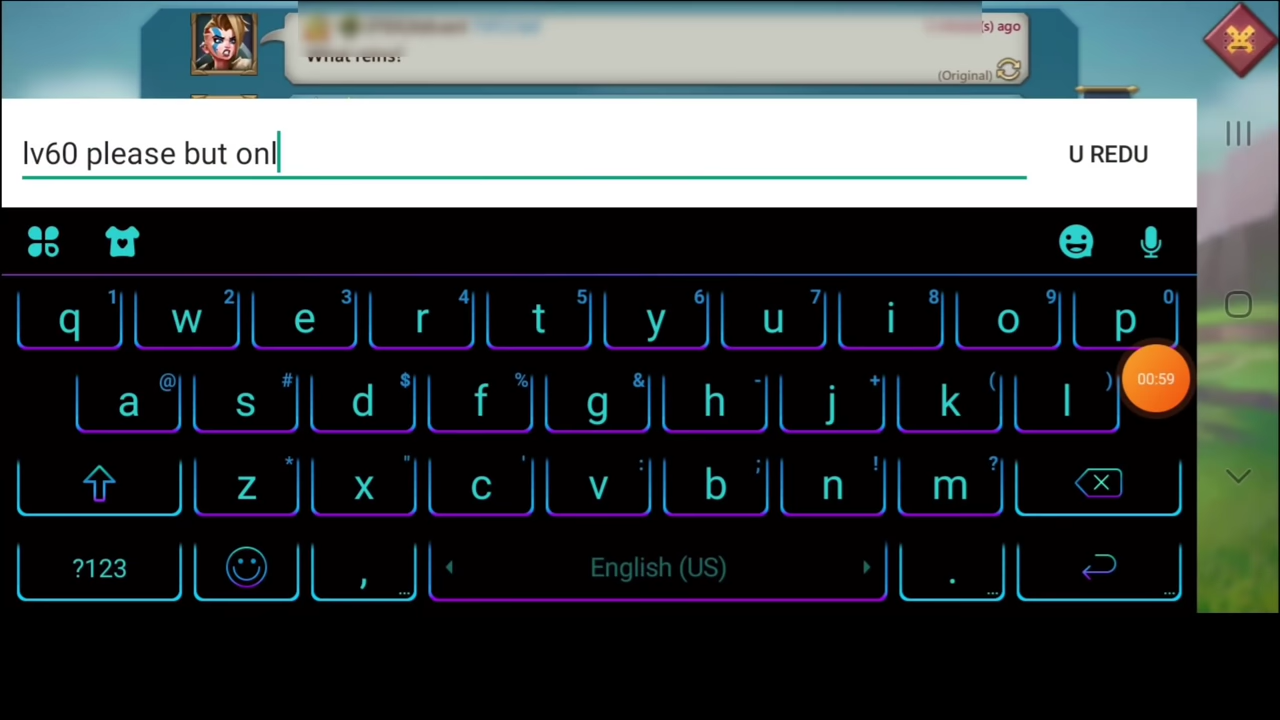 (s) ago
What reins?
(Original)
lv60 please but onl
U REDU
q 1 w 2 e 3 r 4 t 5 y 6 u 7 i 8 o 9 p 0
a @ s # d $ f % g & h - j + k ( l )
00:59
z * x " c ' v : b ; n ! m ?
?123 , ... English (US) . ... ...